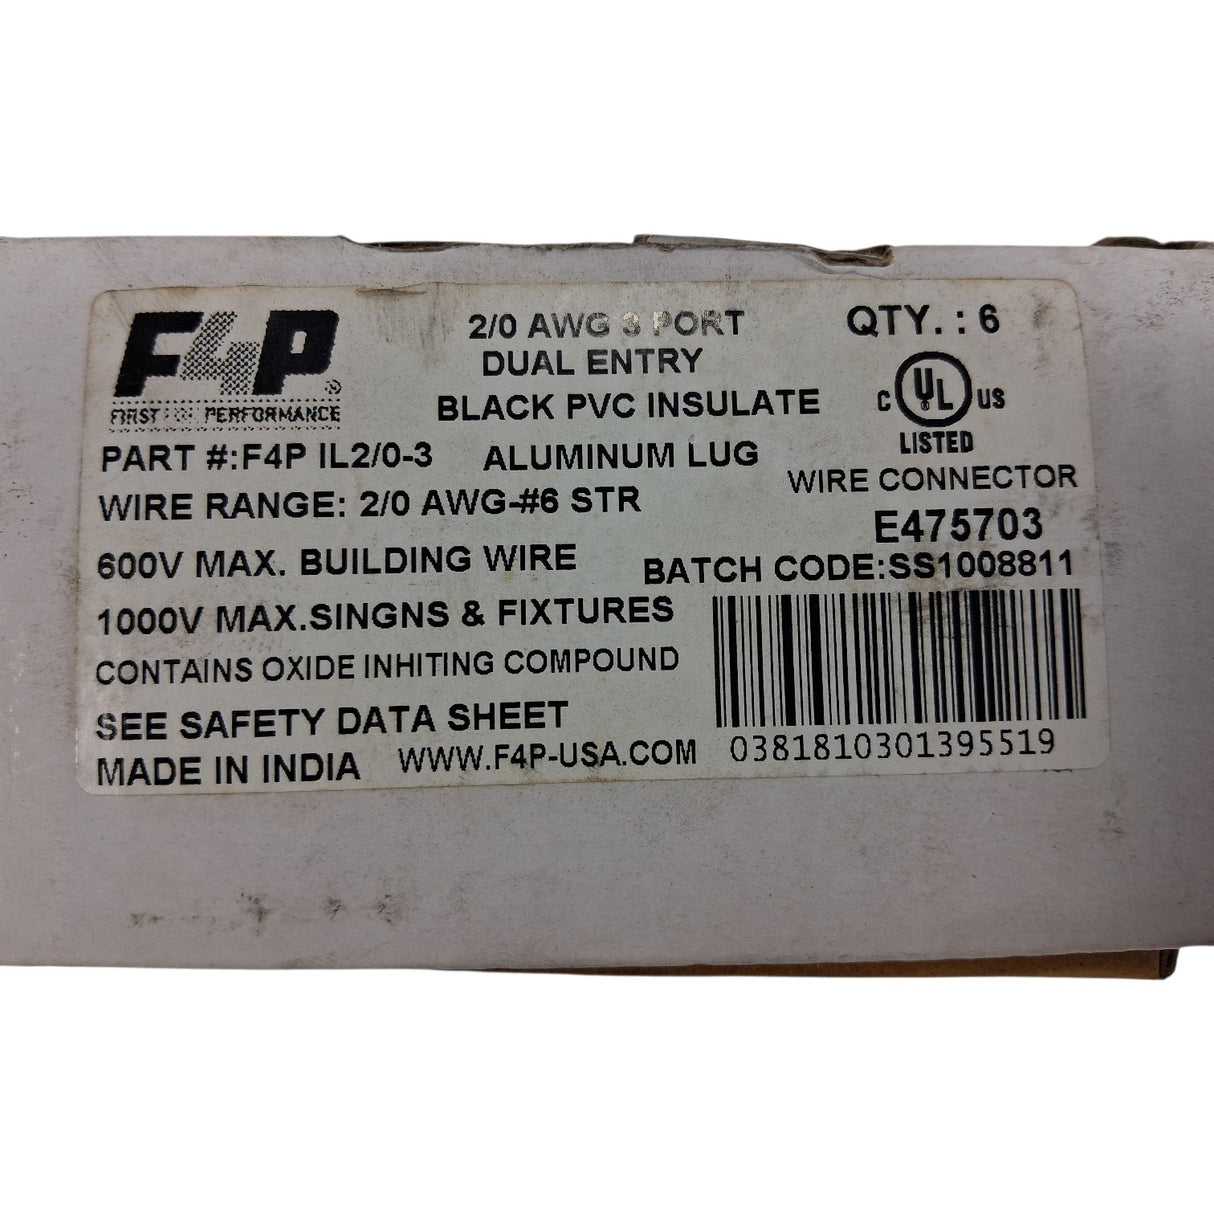 F4P®
FIRST FOR PERFORMANCE
2/0 AWG 3 PORT
DUAL ENTRY
BLACK PVC INSULATE
QTY. : 6
C UL US
LISTED
PART #:F4P IL2/0-3 ALUMINUM LUG
WIRE CONNECTOR
WIRE RANGE: 2/0 AWG-#6 STR
E475703
600V MAX. BUILDING WIRE
BATCH CODE:SS1008811
1000V MAX.SINGNS & FIXTURES
CONTAINS OXIDE INHITING COMPOUND
SEE SAFETY DATA SHEET
MADE IN INDIA WWW.F4P-USA.COM
0381810301395519